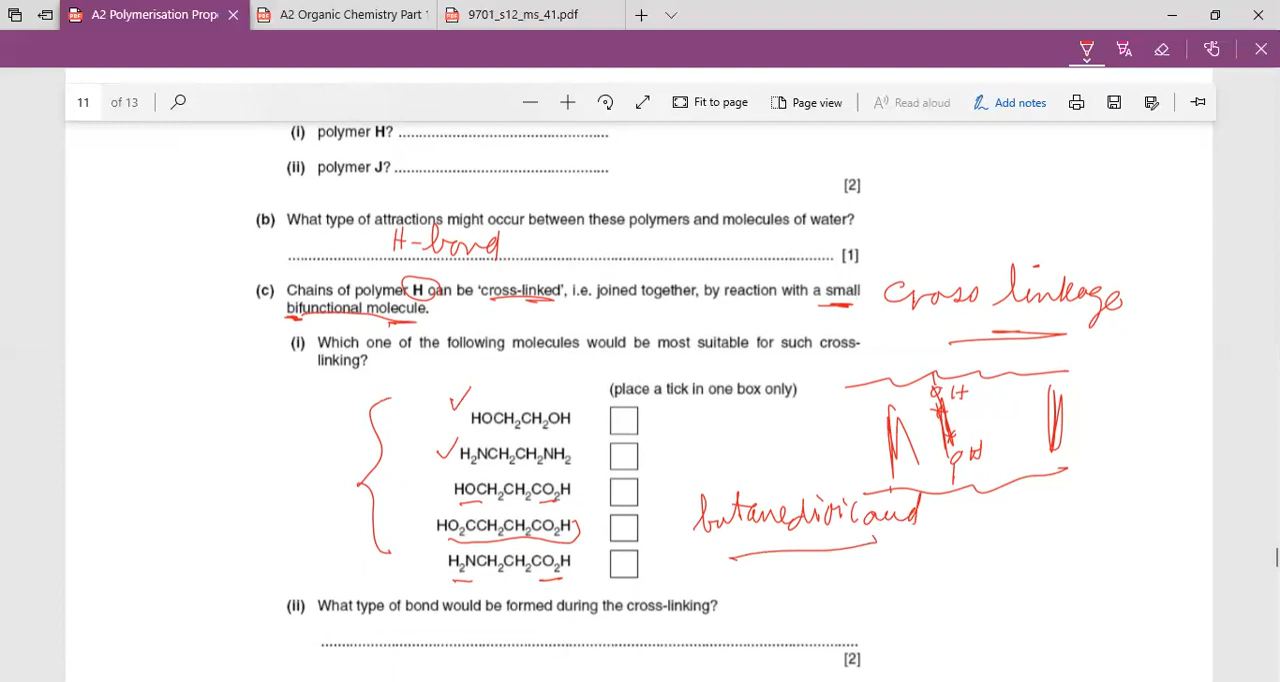 A2 Polymerisation Prop
A2 Organic Chemistry Part 1
9701_s12_ms_41.pdf
11 of 13
Fit to page
Page view
Read aloud
Add notes
(i) polymer H? ..................................................
(ii) polymer J? ..................................................
[2]
(b) What type of attractions might occur between these polymers and molecules of water?
H-bond
[1]
(c) Chains of polymer H can be 'cross-linked', i.e. joined together, by reaction with a small
bifunctional molecule.
cross linkage
(i) Which one of the following molecules would be most suitable for such cross-
linking?
(place a tick in one box only)
HOCH₂CH₂OH
H₂NCH₂CH₂NH₂
HOCH₂CH₂CO₂H
HO₂CCH₂CH₂CO₂H
H₂NCH₂CH₂CO₂H
OH
OH
butanedioic acid
(ii) What type of bond would be formed during the cross-linking?
[2]